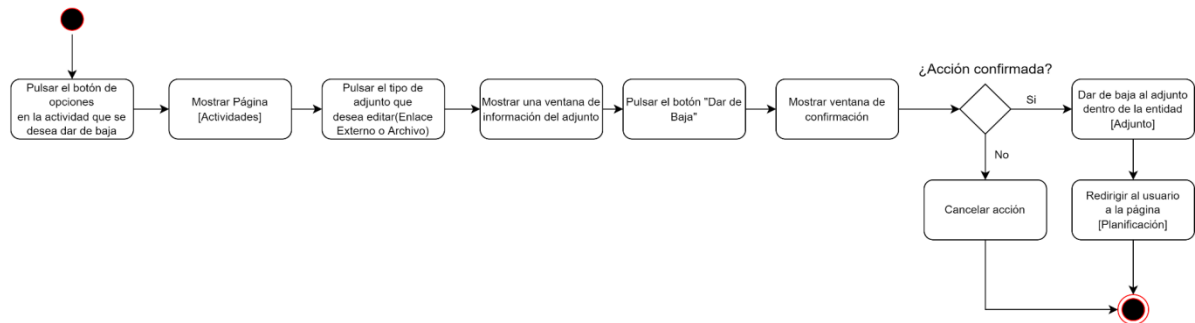 Pulsar el botón de
opciones
en la actividad que se
desea dar de baja
Mostrar Página
[Actividades]
Pulsar el tipo de
adjunto que
desea editar(Enlace
Externo o Archivo)
Mostrar una ventana de
información del adjunto
Pulsar el botón "Dar de
Baja"
Mostrar ventana de
confirmación
¿Acción confirmada?
Si
No
Dar de baja al adjunto
dentro de la entidad
[Adjunto]
Cancelar acción
Redirigir al usuario
a la página
[Planificación]